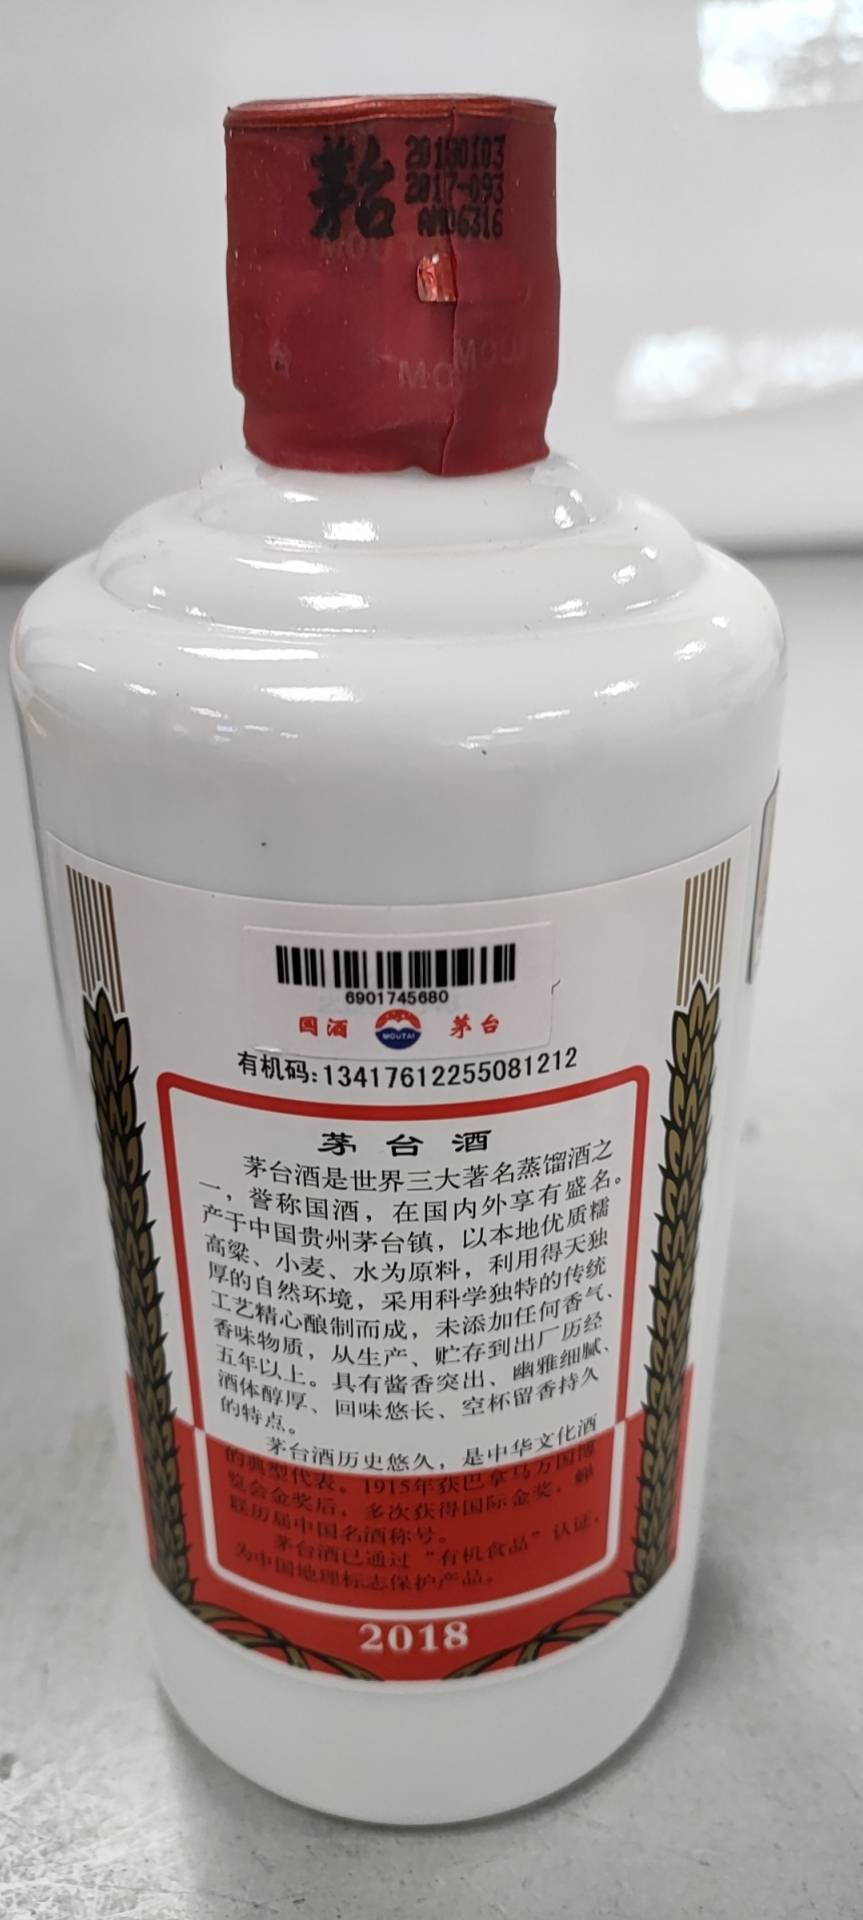 茅台
20180103
2017-093
AM06316
MOUTAI
6901745680
国酒 MOUTAI 茅台
有机码:13417612255081212
茅台酒
茅台酒是世界三大著名蒸馏酒之
一，誉称国酒，在国内外享有盛名。
产于中国贵州茅台镇，以本地优质糯
高粱、小麦、水为原料，利用得天独
厚的自然环境，采用科学独特的传统
工艺精心酿制而成，未添加任何香气、
香味物质，从生产、贮存到出厂历经
五年以上。具有酱香突出、幽雅细腻、
酒体醇厚、回味悠长、空杯留香持久
的特点。
茅台酒历史悠久，是中华文化酒
的典型代表。1915年获巴拿马万国博
览会金奖后，多次获得国际金奖，蝉
联历届中国名酒称号。
茅台酒已通过“有机食品”认证，
为中国地理标志保护产品。
2018